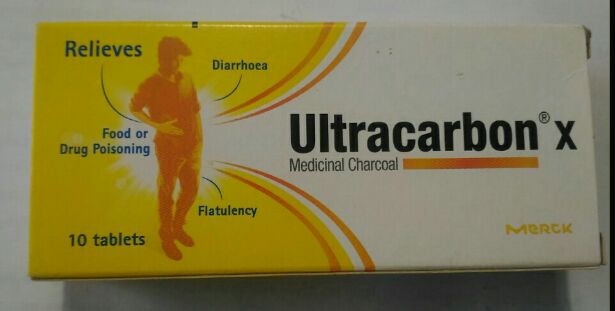 Relieves
Diarrhoea
Food or
Drug Poisoning
Flatulency
10 tablets
Ultracarbon® x
Medicinal Charcoal
MERCK